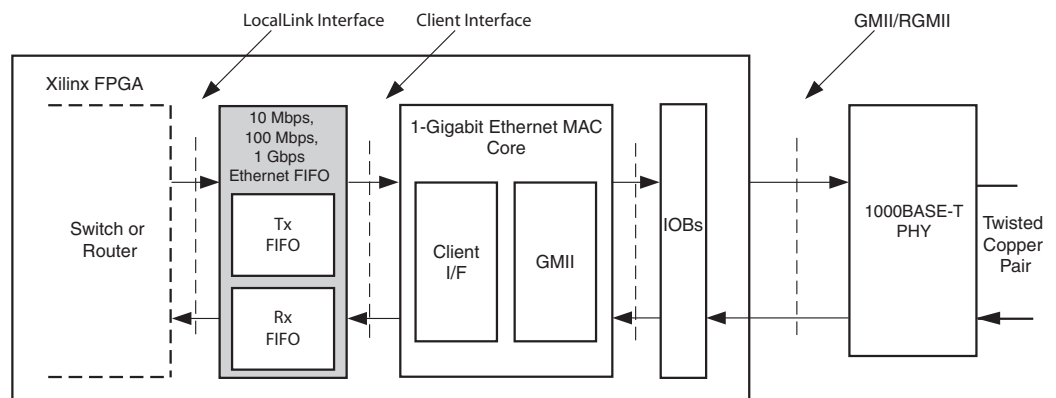 LocalLink Interface
Client Interface
GMII/RGMII
Xilinx FPGA
10 Mbps,
100 Mbps,
1 Gbps
Ethernet FIFO
Tx
FIFO
Rx
FIFO
Switch or
Router
1-Gigabit Ethernet MAC
Core
Client
I/F
GMII
IOBs
1000BASE-T
PHY
Twisted
Copper
Pair